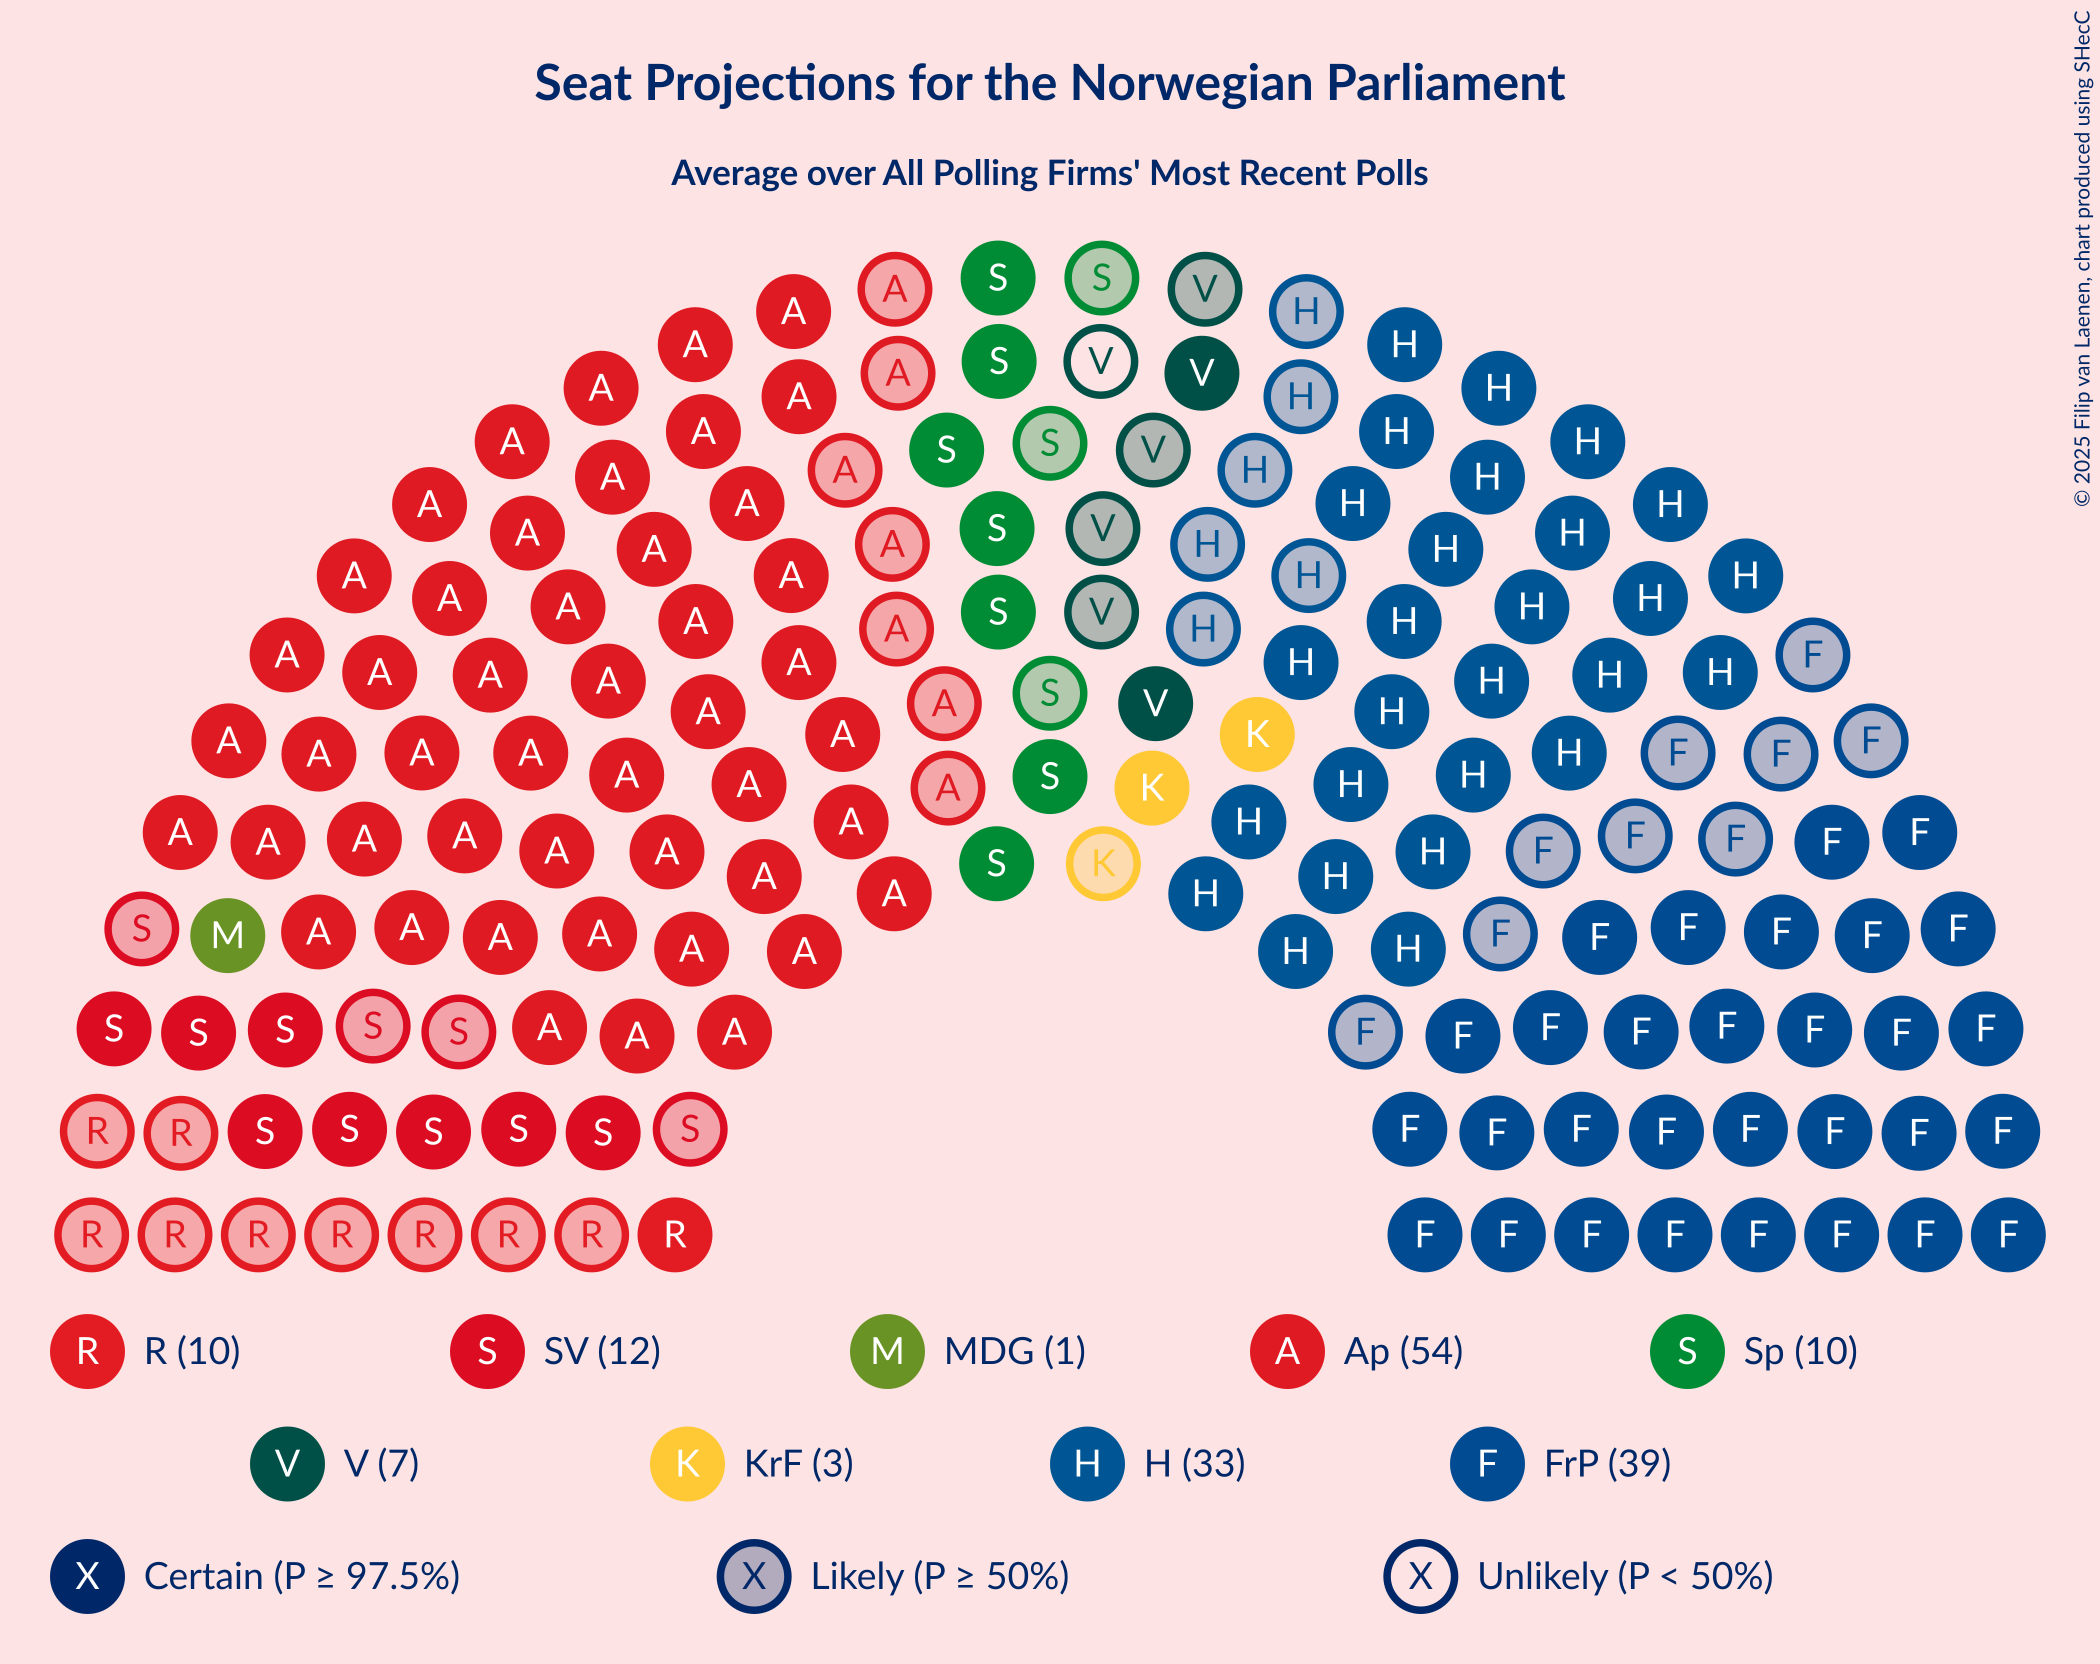 Seat Projections for the Norwegian Parliament
Average over All Polling Firms' Most Recent Polls
© 2025 Filip van Laenen, chart produced using SHecC
A S S V H
A A H
A S V V H
A A H
A A H H
A S S V H
A A H H
A A H H
A S V H
A A H H
A A H H
A A H H
A S V H
A A A H H F
A A H H
A A H H
A S V H
A A K H
A A A H F F F
A A H H
A S K H
A A H
A A A F F F F
A A H H
S K
A H
S M A A A A A A H H F F F F F F
S S S S S A A A F F F F F F F F
R R S S S S S S F F F F F F F F
R R R R R R R R F F F F F F F F
R R (10) S SV (12) M MDG (1) A Ap (54) S Sp (10)
V V (7) K KrF (3) H H (33) F FrP (39)
X Certain (P ≥ 97.5%) X Likely (P ≥ 50%) X Unlikely (P < 50%)